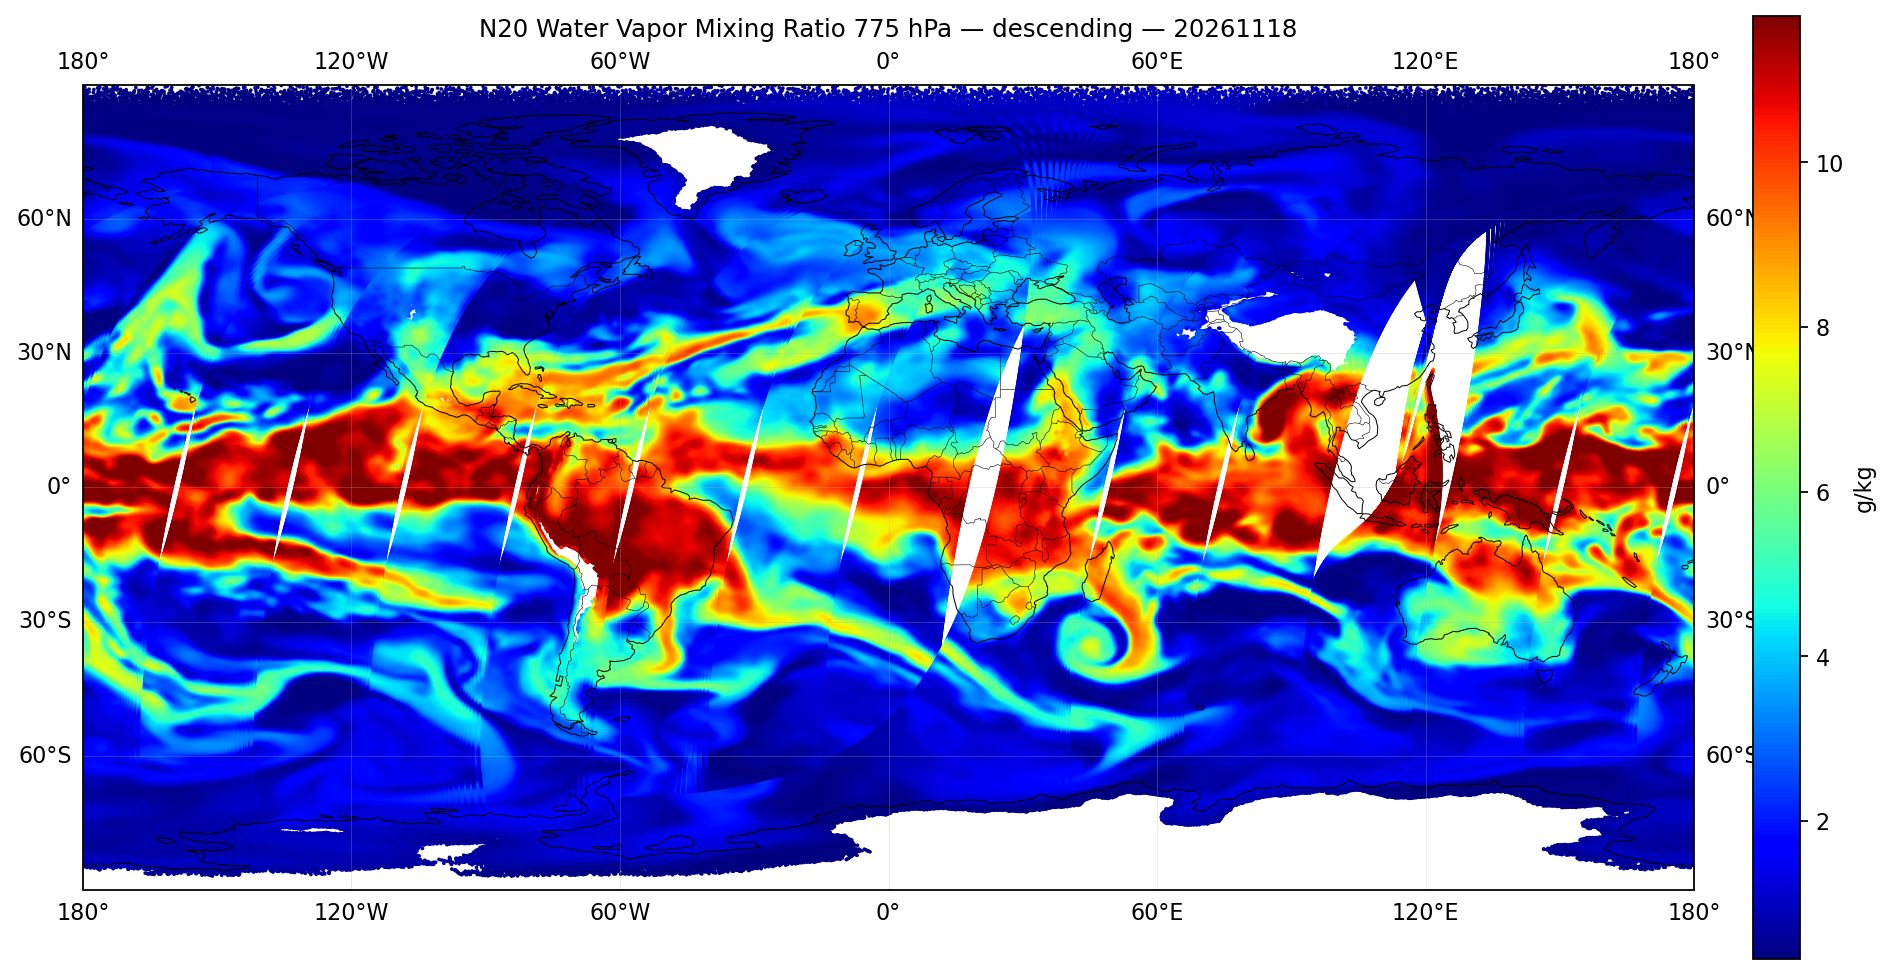 N20 Water Vapor Mixing Ratio 775 hPa — descending — 20261118
180° 120°W 60°W 0° 60°E 120°E 180°
60°N 60°N
30°N 30°N
0° 0°
30°S 30°S
60°S 60°S
180° 120°W 60°W 0° 60°E 120°E 180°
10
8
6
4
2
g/kg